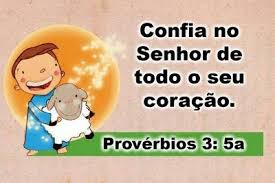 Confia no
Senhor de
todo o seu
coração.
Provérbios 3: 5a